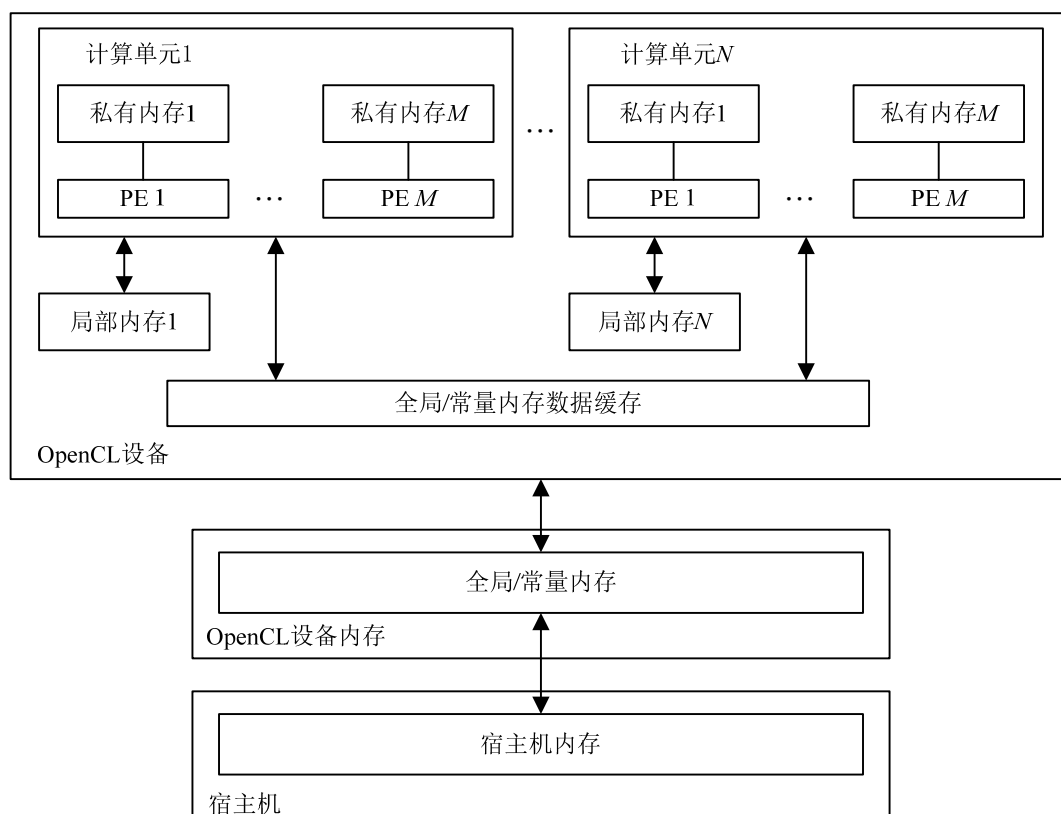 计算单元1
计算单元N
私有内存1
私有内存M
…
私有内存1
私有内存M
PE 1
…
PE M
PE 1
…
PE M
局部内存1
局部内存N
全局/常量内存数据缓存
OpenCL设备
全局/常量内存
OpenCL设备内存
宿主机内存
宿主机